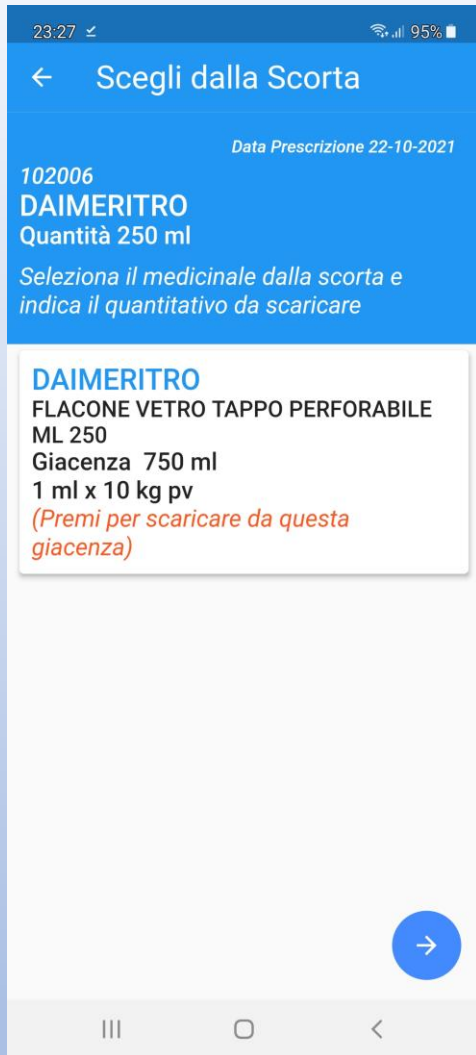 23:27 95%
Scegli dalla Scorta
Data Prescrizione 22-10-2021
102006
DAIMERITRO
Quantità 250 ml
Seleziona il medicinale dalla scorta e
indica il quantitativo da scaricare
DAIMERITRO
FLACONE VETRO TAPPO PERFORABILE
ML 250
Giacenza 750 ml
1 ml x 10 kg pv
(Premi per scaricare da questa
giacenza)